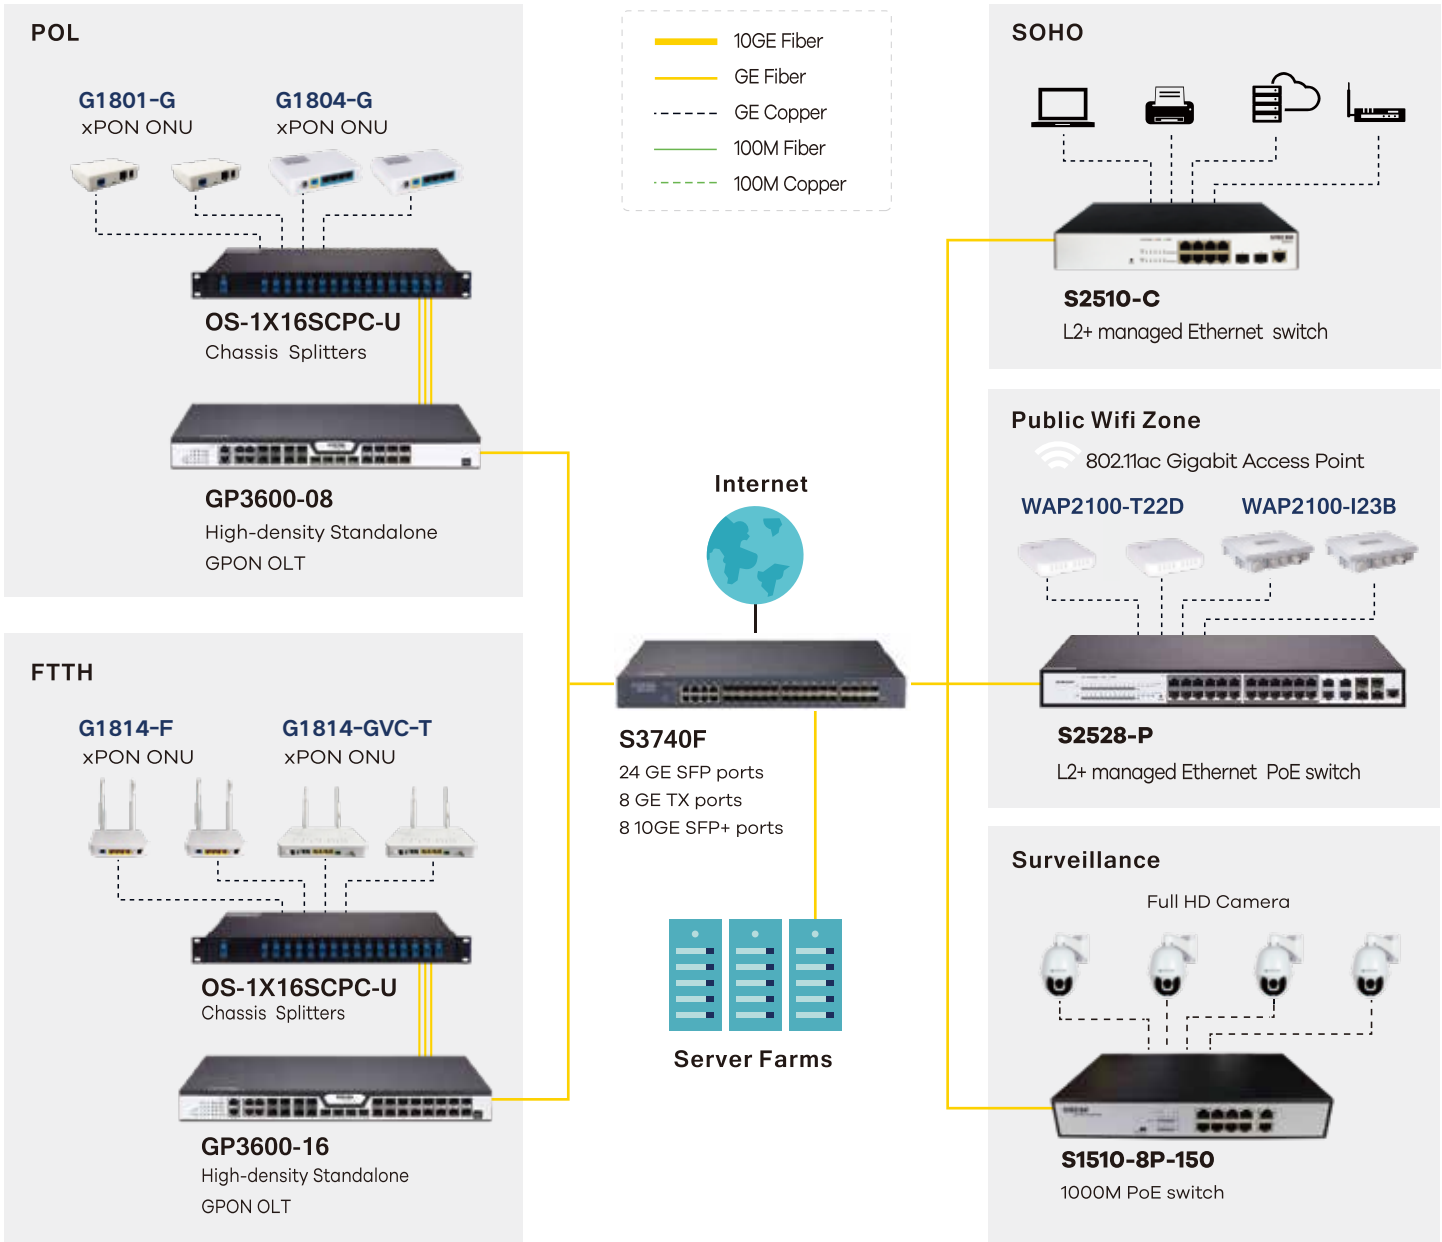 POL
G1801-G
xPON ONU
G1804-G
xPON ONU
OS-1X16SCPC-U
Chassis Splitters
GP3600-08
High-density Standalone
GPON OLT
FTTH
G1814-F
xPON ONU
G1814-GVC-T
xPON ONU
OS-1X16SCPC-U
Chassis Splitters
GP3600-16
High-density Standalone
GPON OLT
10GE Fiber
GE Fiber
GE Copper
100M Fiber
100M Copper
Internet
S3740F
24 GE SFP ports
8 GE TX ports
8 10GE SFP+ ports
Server Farms
SOHO
S2510-C
L2+ managed Ethernet switch
Public Wifi Zone
802.11ac Gigabit Access Point
WAP2100-T22D
WAP2100-I23B
S2528-P
L2+ managed Ethernet PoE switch
Surveillance
Full HD Camera
S1510-8P-150
1000M PoE switch